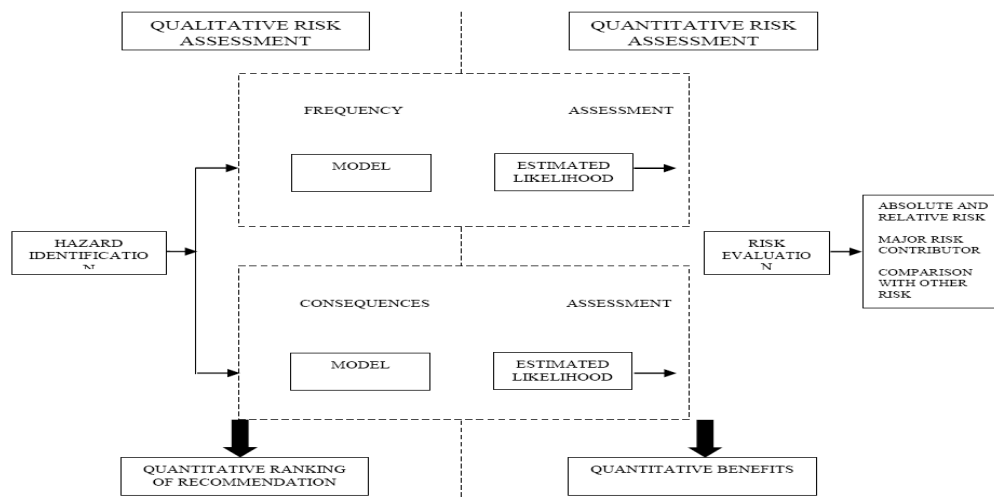 QUALITATIVE RISK
ASSESSMENT
QUANTITATIVE RISK
ASSESSMENT
FREQUENCY
ASSESSMENT
MODEL
ESTIMATED
LIKELIHOOD
HAZARD
IDENTIFICATIO
N
RISK
EVALUATIO
N
ABSOLUTE AND
RELATIVE RISK
MAJOR RISK
CONTRIBUTOR
COMPARISON
WITH OTHER
RISK
CONSEQUENCES
ASSESSMENT
MODEL
ESTIMATED
LIKELIHOOD
QUANTITATIVE RANKING
OF RECOMMENDATION
QUANTITATIVE BENEFITS